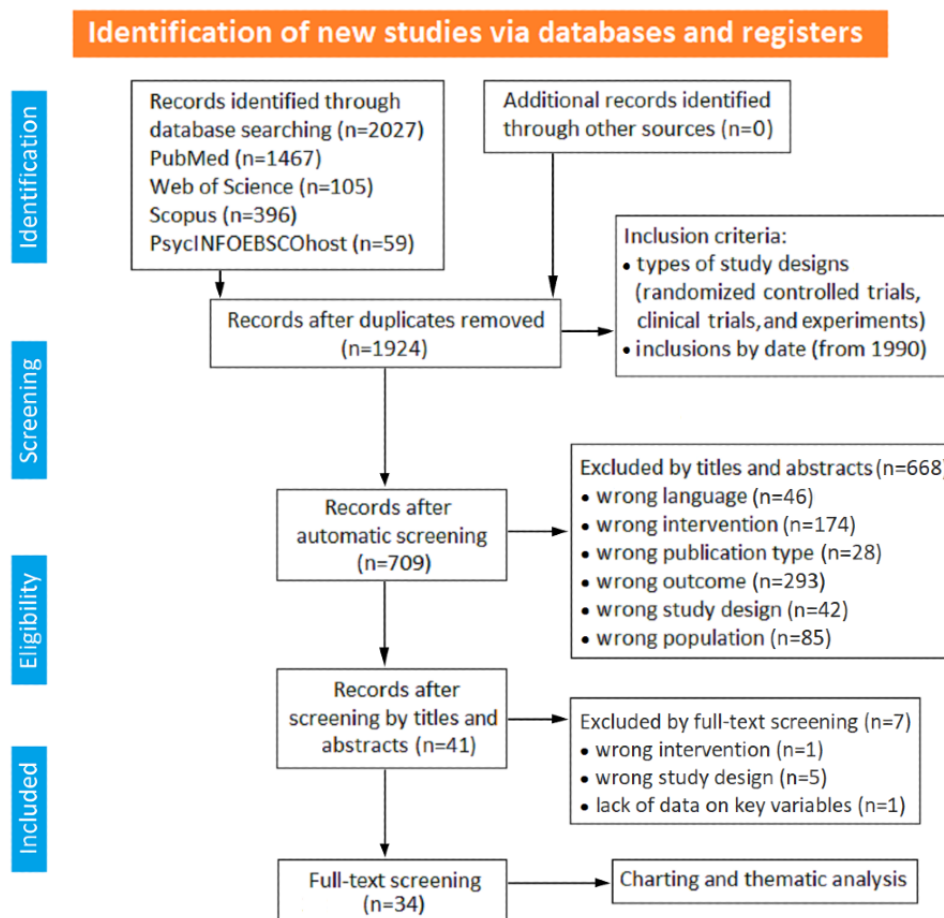 Identification of new studies via databases and registers
Identification
Records identified through
database searching (n=2027)
PubMed (n=1467)
Web of Science (n=105)
Scopus (n=396)
PsycINFOEBSCOhost (n=59)
Additional records identified
through other sources (n=0)
Records after duplicates removed
(n=1924)
Inclusion criteria:
• types of study designs
(randomized controlled trials,
clinical trials, and experiments)
• inclusions by date (from 1990)
Screening
Records after
automatic screening
(n=709)
Excluded by titles and abstracts (n=668)
• wrong language (n=46)
• wrong intervention (n=174)
• wrong publication type (n=28)
• wrong outcome (n=293)
• wrong study design (n=42)
• wrong population (n=85)
Eligibility
Records after
screening by titles and
abstracts (n=41)
Excluded by full-text screening (n=7)
• wrong intervention (n=1)
• wrong study design (n=5)
• lack of data on key variables (n=1)
Included
Full-text screening
(n=34)
Charting and thematic analysis